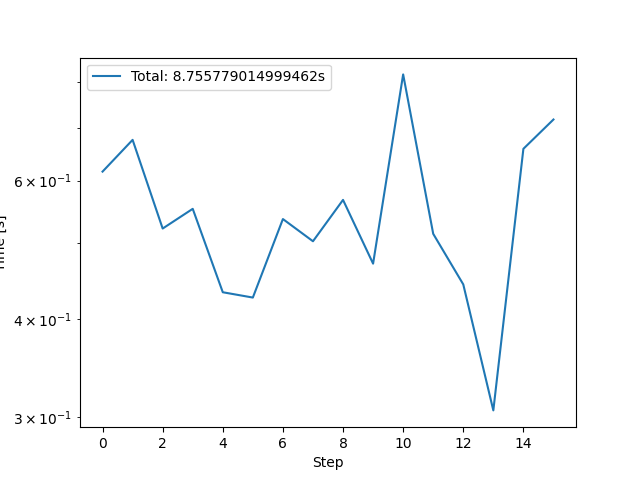 Total: 8.755779014999462s
6 × 10⁻¹
4 × 10⁻¹
3 × 10⁻¹
Time [s]
0 2 4 6 8 10 12 14
Step